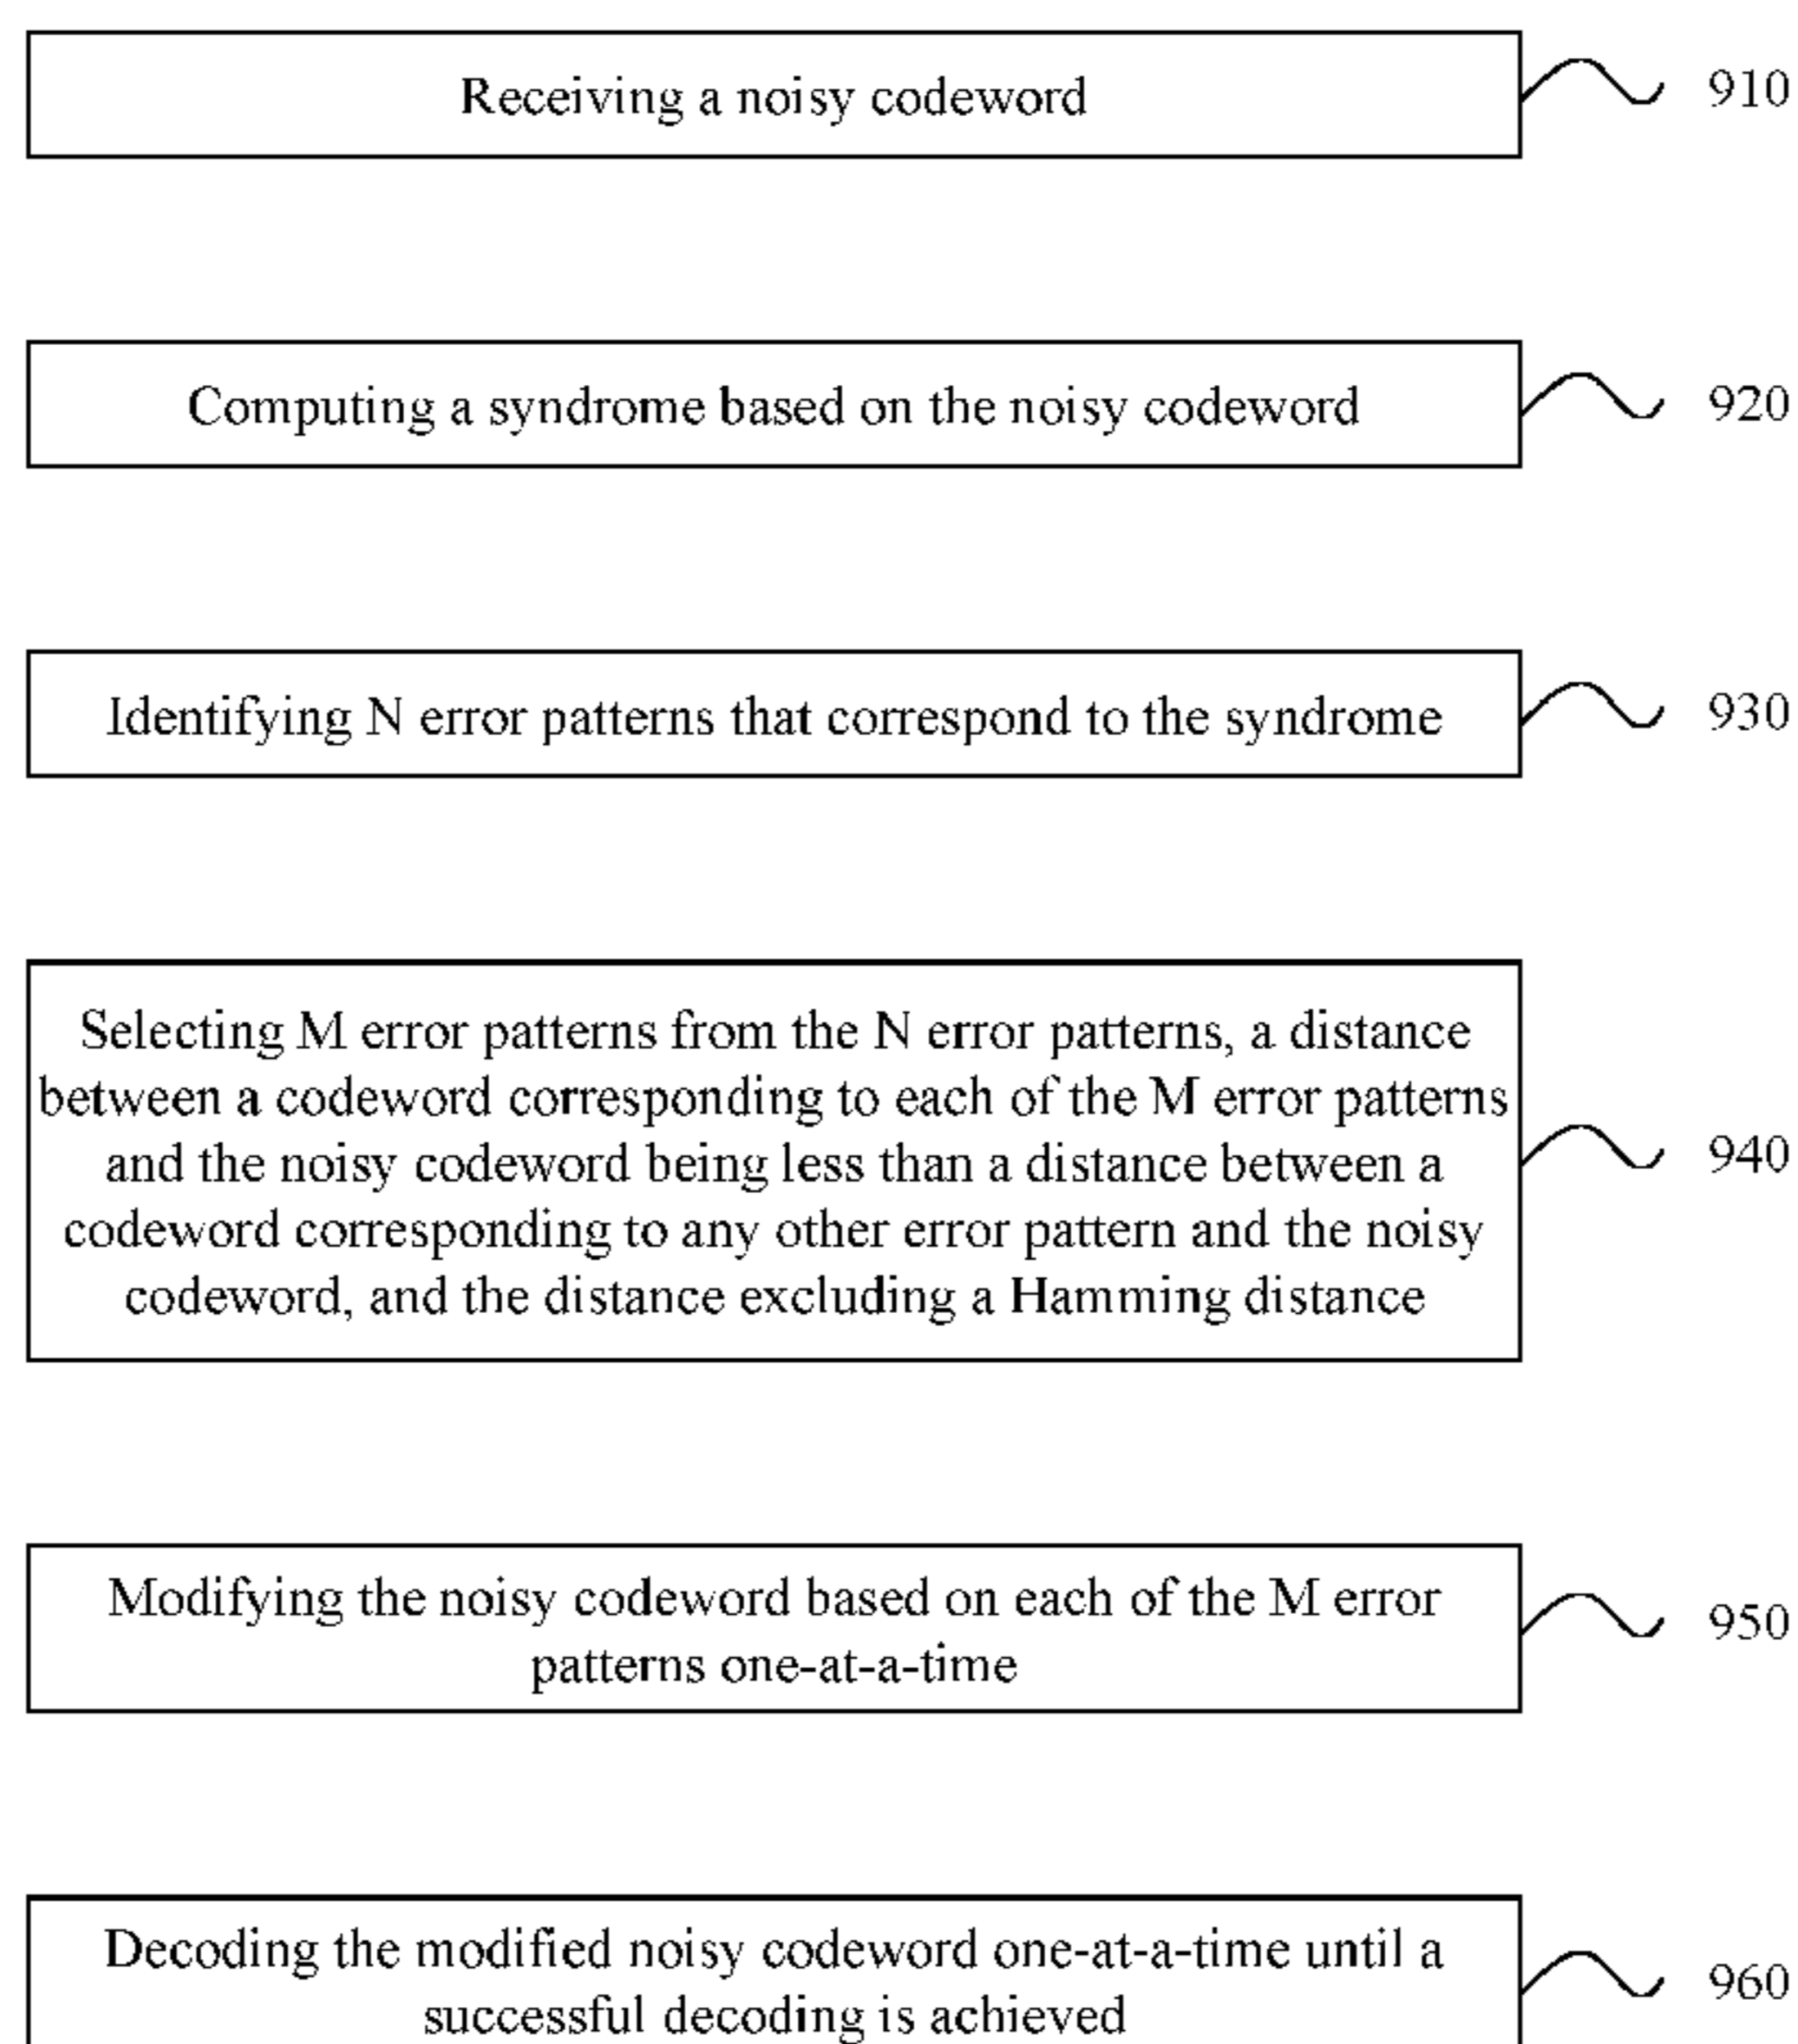 Receiving a noisy codeword
910
Computing a syndrome based on the noisy codeword
920
Identifying N error patterns that correspond to the syndrome
930
Selecting M error patterns from the N error patterns, a distance
between a codeword corresponding to each of the M error patterns
and the noisy codeword being less than a distance between a
codeword corresponding to any other error pattern and the noisy
codeword, and the distance excluding a Hamming distance
940
Modifying the noisy codeword based on each of the M error
patterns one-at-a-time
950
Decoding the modified noisy codeword one-at-a-time until a
successful decoding is achieved
960